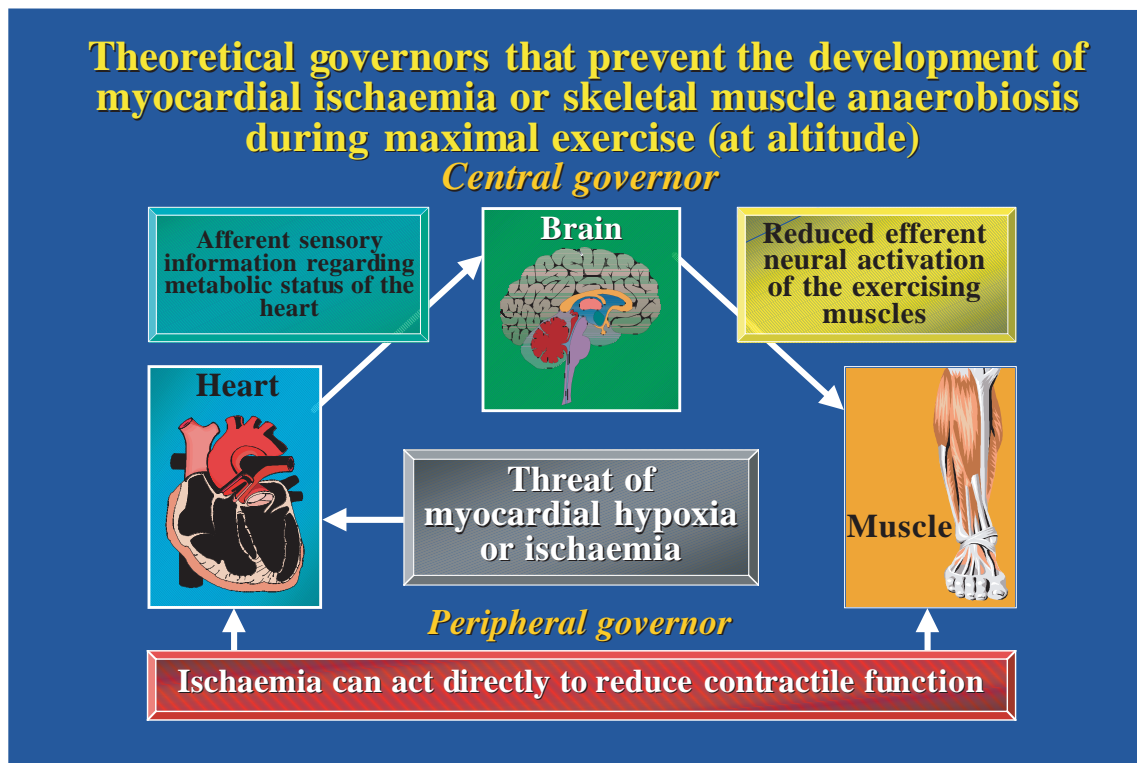 Theoretical governors that prevent the development of
myocardial ischaemia or skeletal muscle anaerobiosis
during maximal exercise (at altitude)
Central governor
Afferent sensory
information regarding
metabolic status of the
heart
Brain
Reduced efferent
neural activation
of the exercising
muscles
Heart
Threat of
myocardial hypoxia
or ischaemia
Muscle
Peripheral governor
Ischaemia can act directly to reduce contractile function